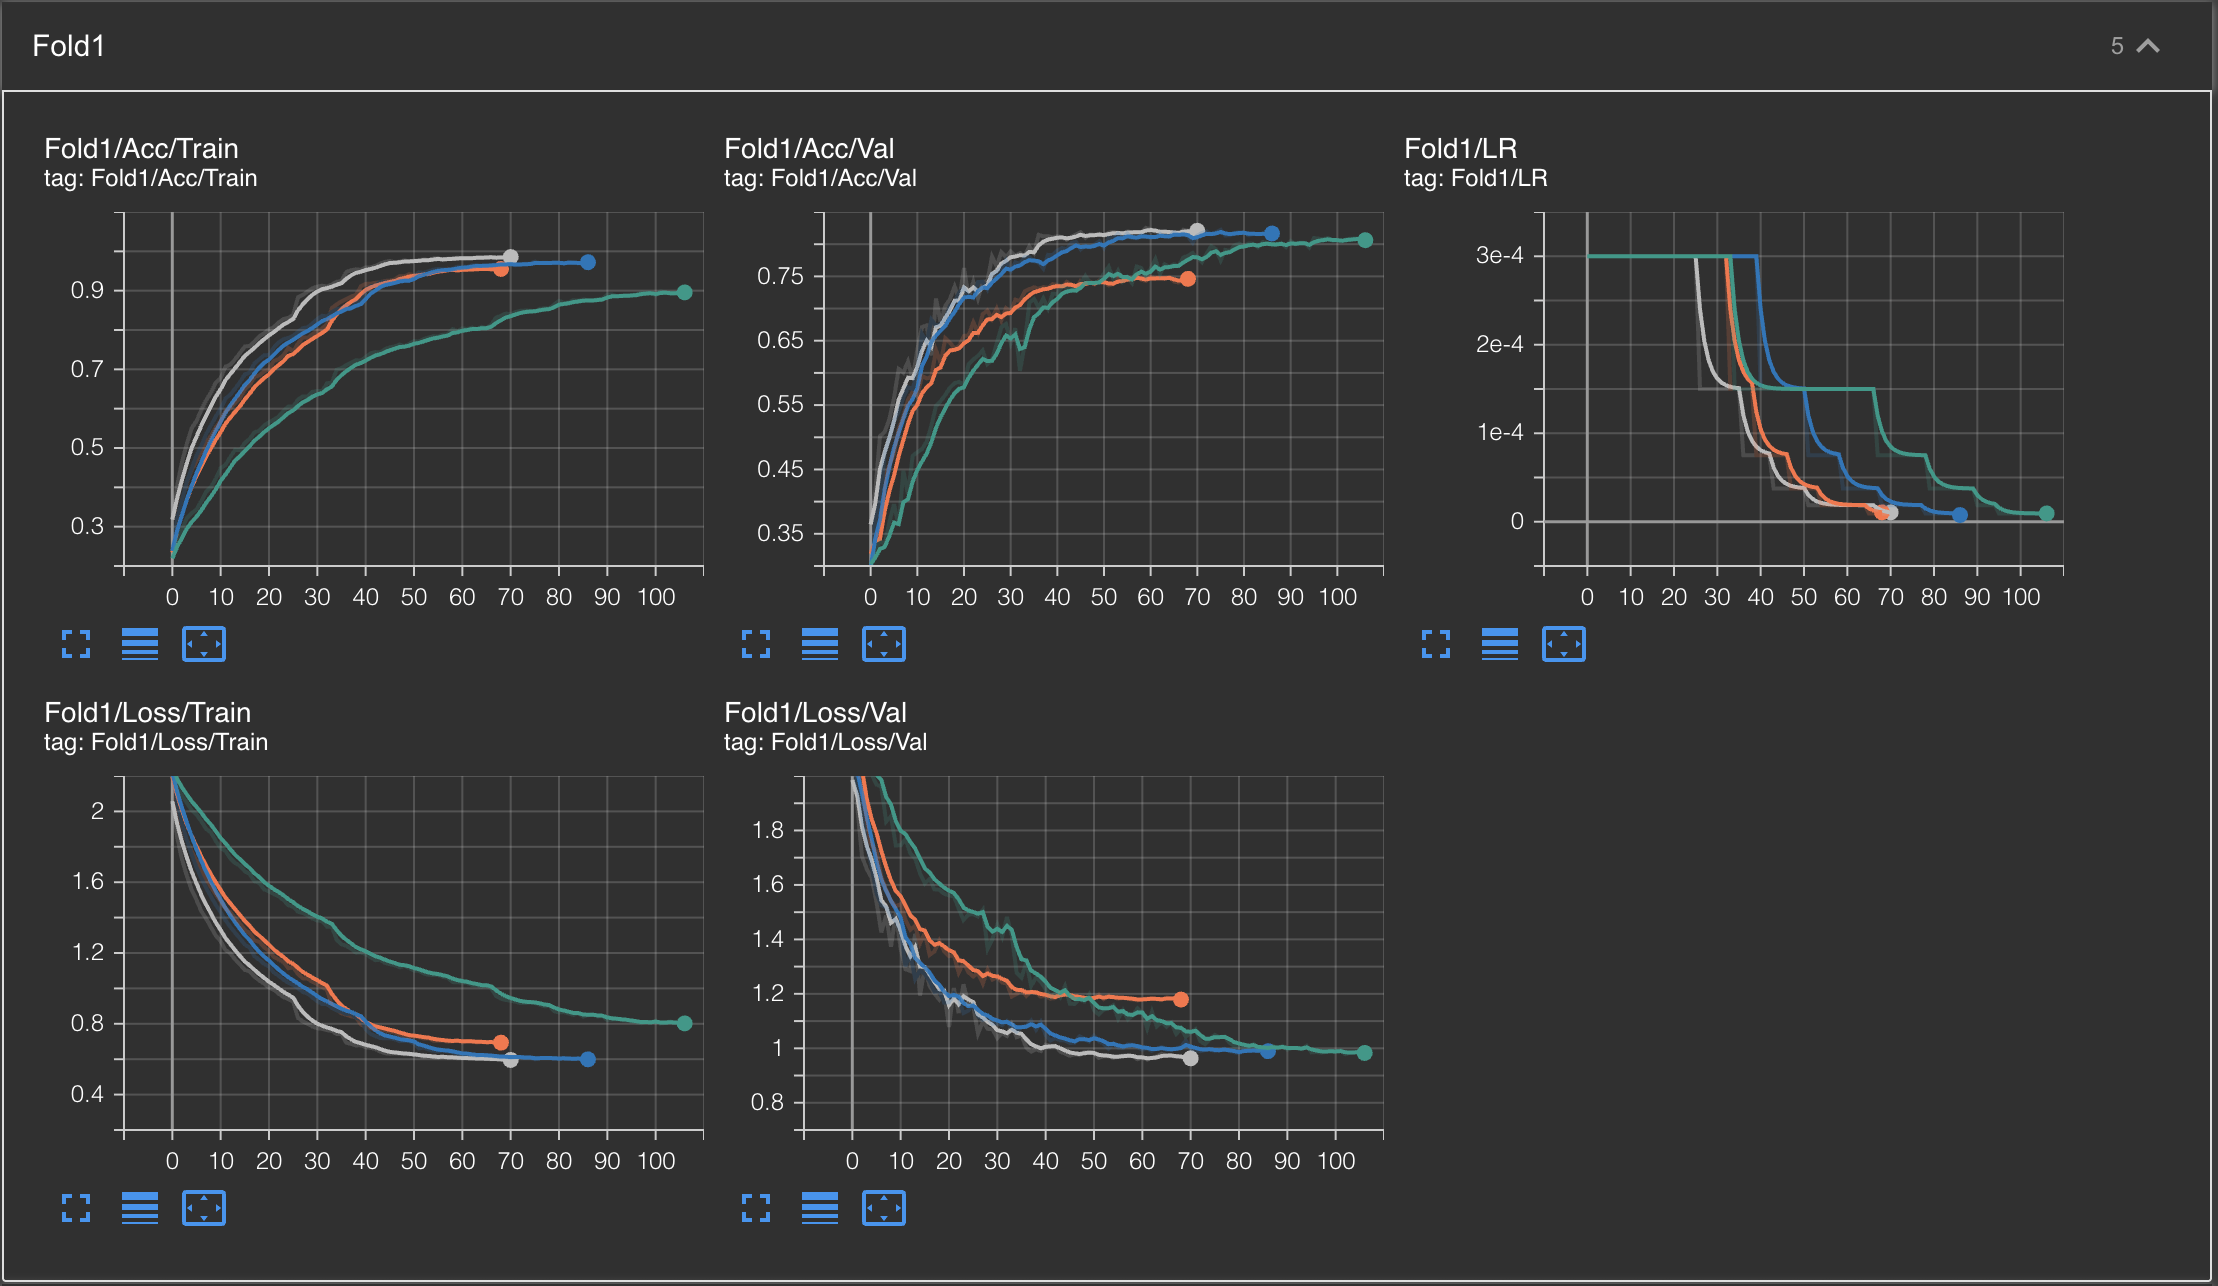 Fold1
5
Fold1/Acc/Train
tag: Fold1/Acc/Train
0.9
0.7
0.5
0.3
0 10 20 30 40 50 60 70 80 90 100
Fold1/Acc/Val
tag: Fold1/Acc/Val
0.75
0.65
0.55
0.45
0.35
0 10 20 30 40 50 60 70 80 90 100
Fold1/LR
tag: Fold1/LR
3e-4
2e-4
1e-4
0
0 10 20 30 40 50 60 70 80 90 100
Fold1/Loss/Train
tag: Fold1/Loss/Train
2
1.6
1.2
0.8
0.4
0 10 20 30 40 50 60 70 80 90 100
Fold1/Loss/Val
tag: Fold1/Loss/Val
1.8
1.6
1.4
1.2
1
0.8
0 10 20 30 40 50 60 70 80 90 100